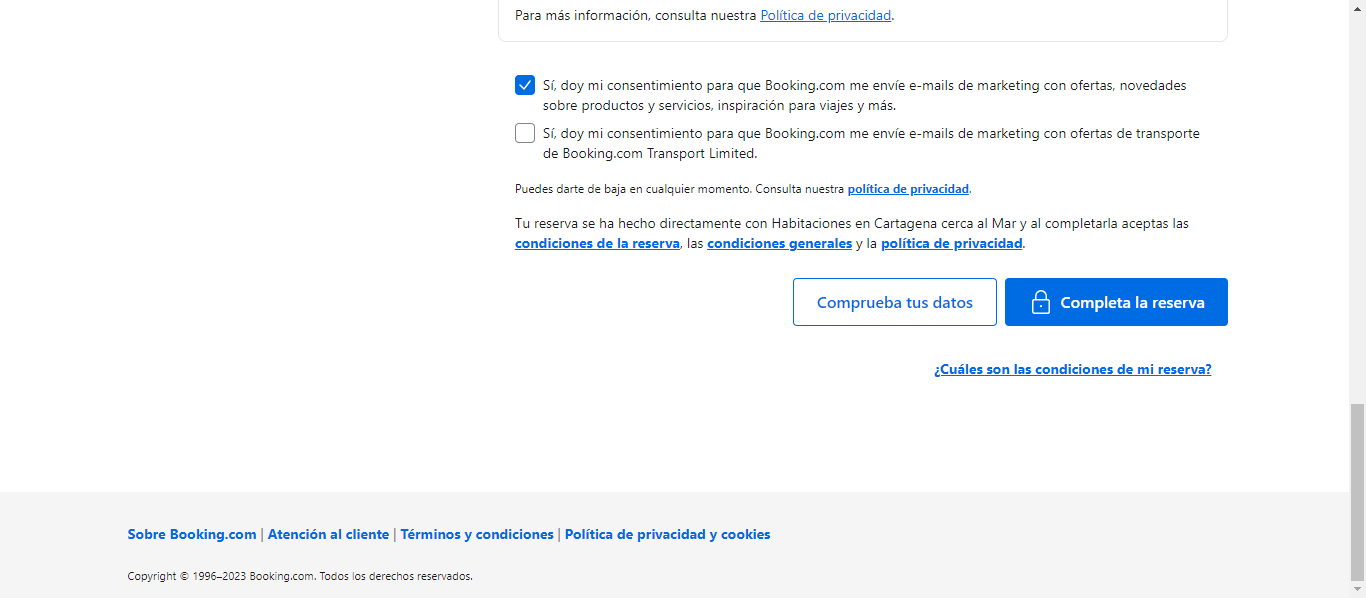 Para más información, consulta nuestra Política de privacidad.
Sí, doy mi consentimiento para que Booking.com me envíe e-mails de marketing con ofertas, novedades
sobre productos y servicios, inspiración para viajes y más.
Sí, doy mi consentimiento para que Booking.com me envíe e-mails de marketing con ofertas de transporte
de Booking.com Transport Limited.
Puedes darte de baja en cualquier momento. Consulta nuestra política de privacidad.
Tu reserva se ha hecho directamente con Habitaciones en Cartagena cerca al Mar y al completarla aceptas las
condiciones de la reserva, las condiciones generales y la política de privacidad.
Comprueba tus datos
Completa la reserva
¿Cuáles son las condiciones de mi reserva?
Sobre Booking.com | Atención al cliente | Términos y condiciones | Política de privacidad y cookies
Copyright © 1996–2023 Booking.com. Todos los derechos reservados.